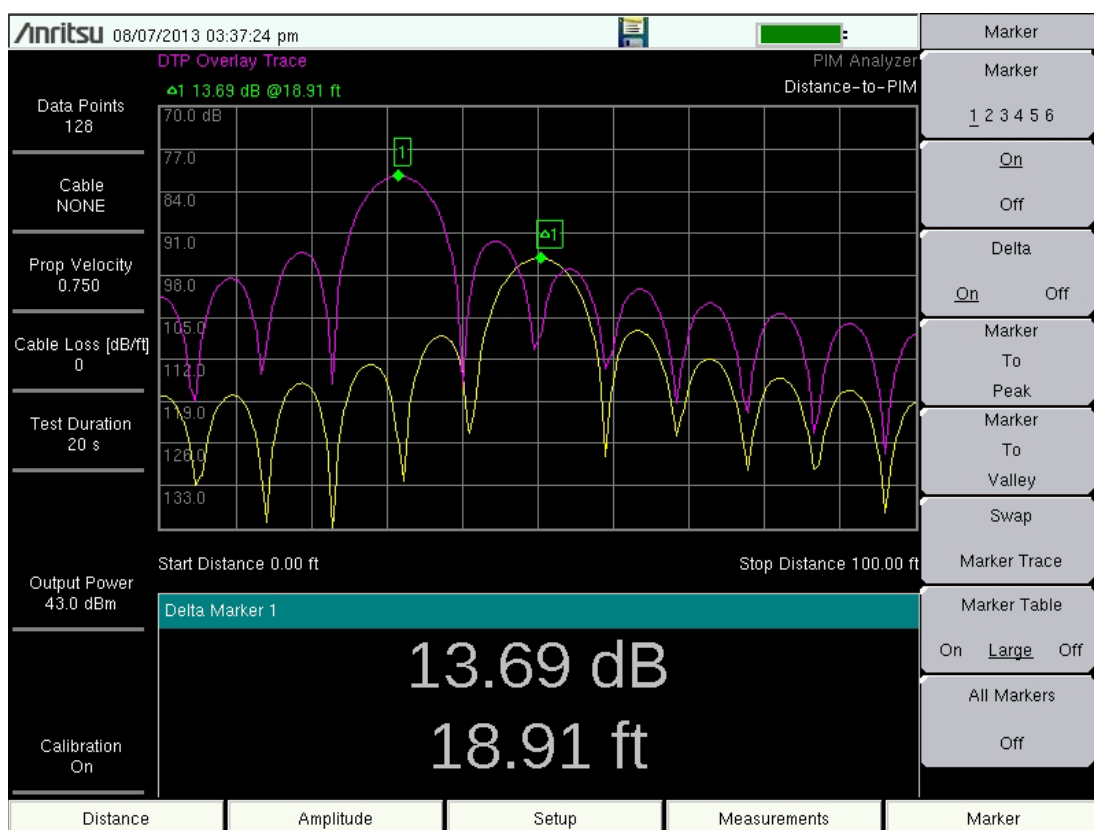 Anritsu 08/07/2013 03:37:24 pm
DTP Overlay Trace
PIM Analyzer
△1 13.69 dB @18.91 ft
Distance-to-PIM
Data Points
128
Cable
NONE
Prop Velocity
0.750
Cable Loss [dB/ft]
0
Test Duration
20 s
Output Power
43.0 dBm
Calibration
On
70.0 dB
77.0
84.0
91.0
98.0
105.0
112.0
119.0
126.0
133.0
1
△1
Start Distance 0.00 ft
Stop Distance 100.00 ft
Delta Marker 1
13.69 dB
18.91 ft
Marker
Marker
1 2 3 4 5 6
On
Off
Delta
On Off
Marker
To
Peak
Marker
To
Valley
Swap
Marker Trace
Marker Table
On Large Off
All Markers
Off
Distance
Amplitude
Setup
Measurements
Marker